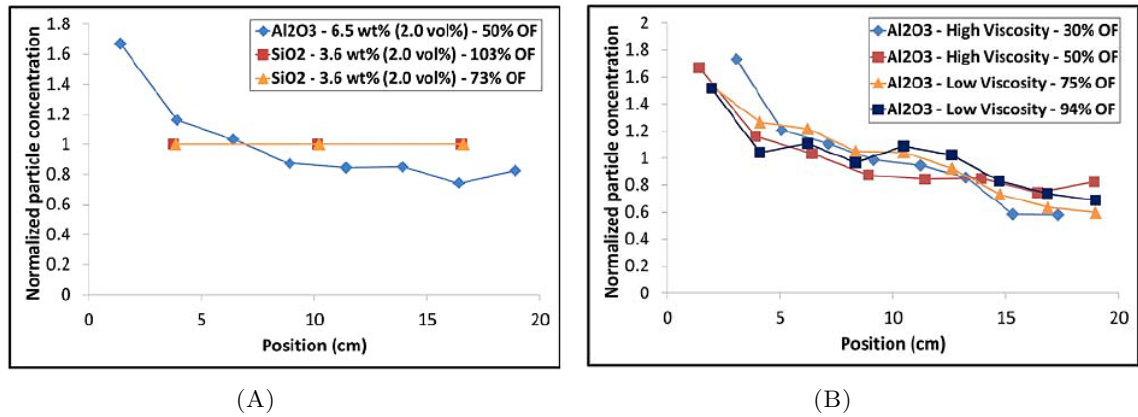 Normalized particle concentration
1.8
1.6
1.4
1.2
1
0.8
0.6
0.4
0.2
0
0
5
10
15
20
Position (cm)
Al2O3 - 6.5 wt% (2.0 vol%) - 50% OF
SiO2 - 3.6 wt% (2.0 vol%) - 103% OF
SiO2 - 3.6 wt% (2.0 vol%) - 73% OF
(A)
Normalized particle concentration
2
1.8
1.6
1.4
1.2
1
0.8
0.6
0.4
0.2
0
0
5
10
15
20
Position (cm)
Al2O3 - High Viscosity - 30% OF
Al2O3 - High Viscosity - 50% OF
Al2O3 - Low Viscosity - 75% OF
Al2O3 - Low Viscosity - 94% OF
(B)